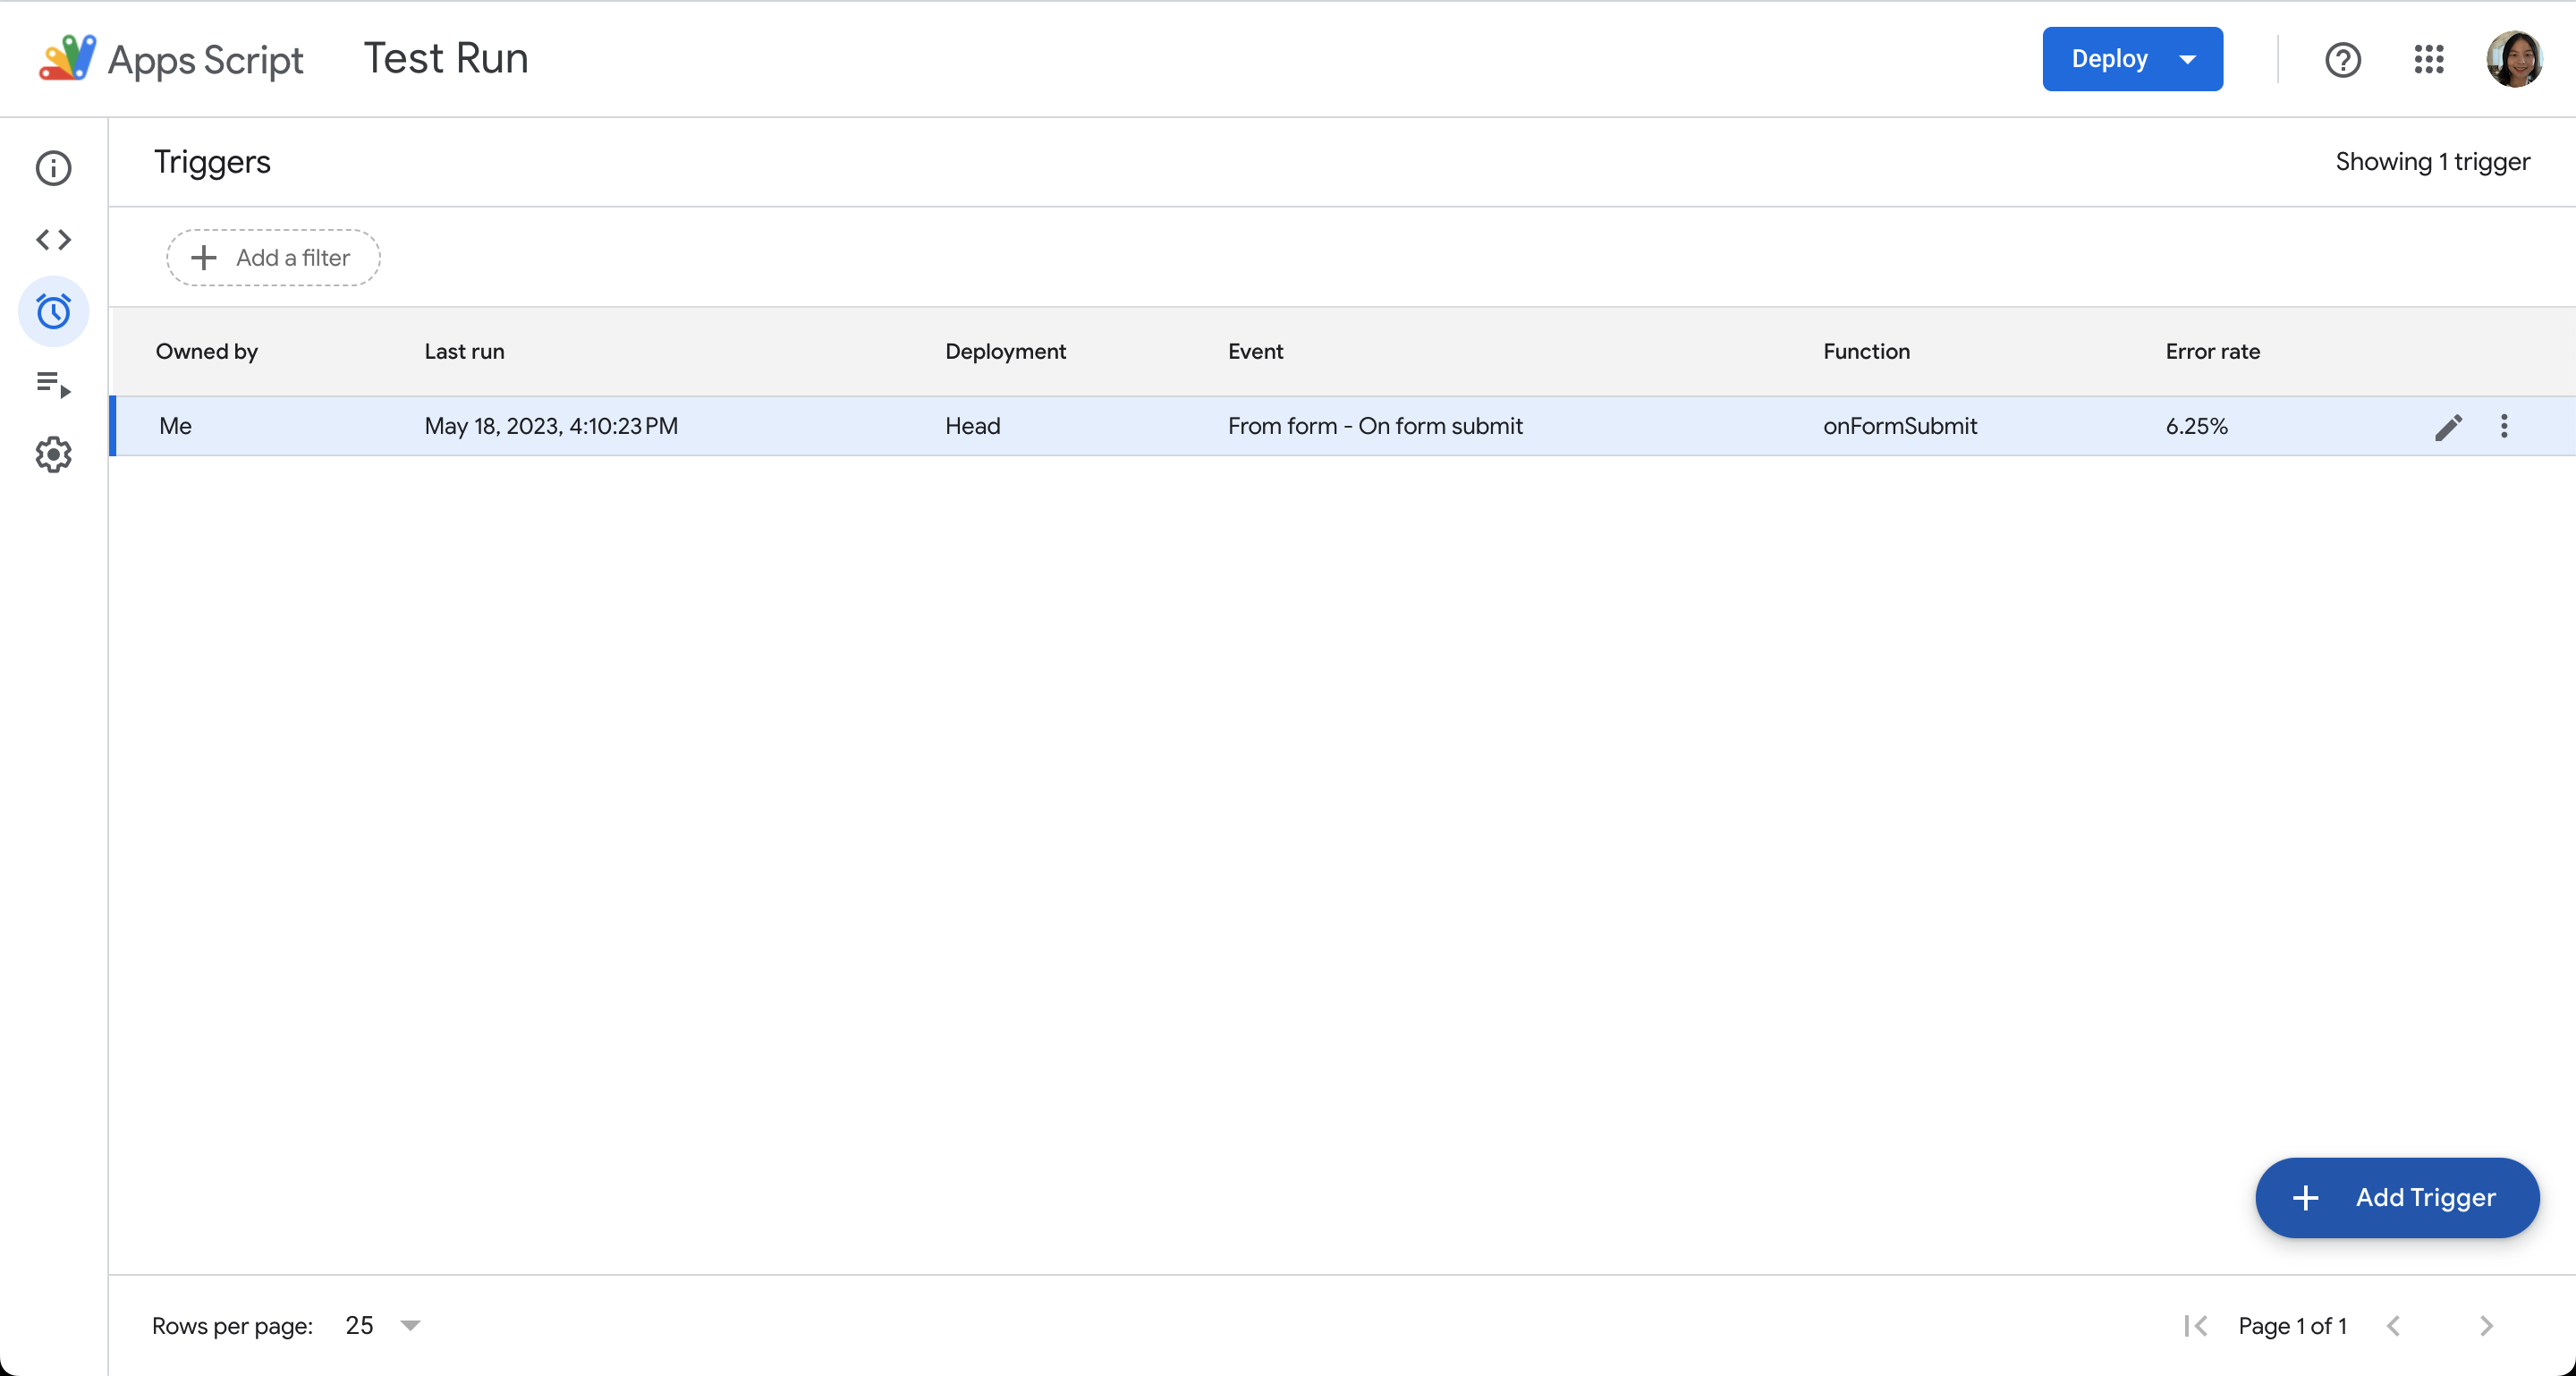 Apps Script
Test Run
Deploy
Triggers
Showing 1 trigger
Add a filter
Owned by Last run Deployment Event Function Error rate
Me May 18, 2023, 4:10:23 PM Head From form - On form submit onFormSubmit 6.25%
Add Trigger
Rows per page: 25
Page 1 of 1